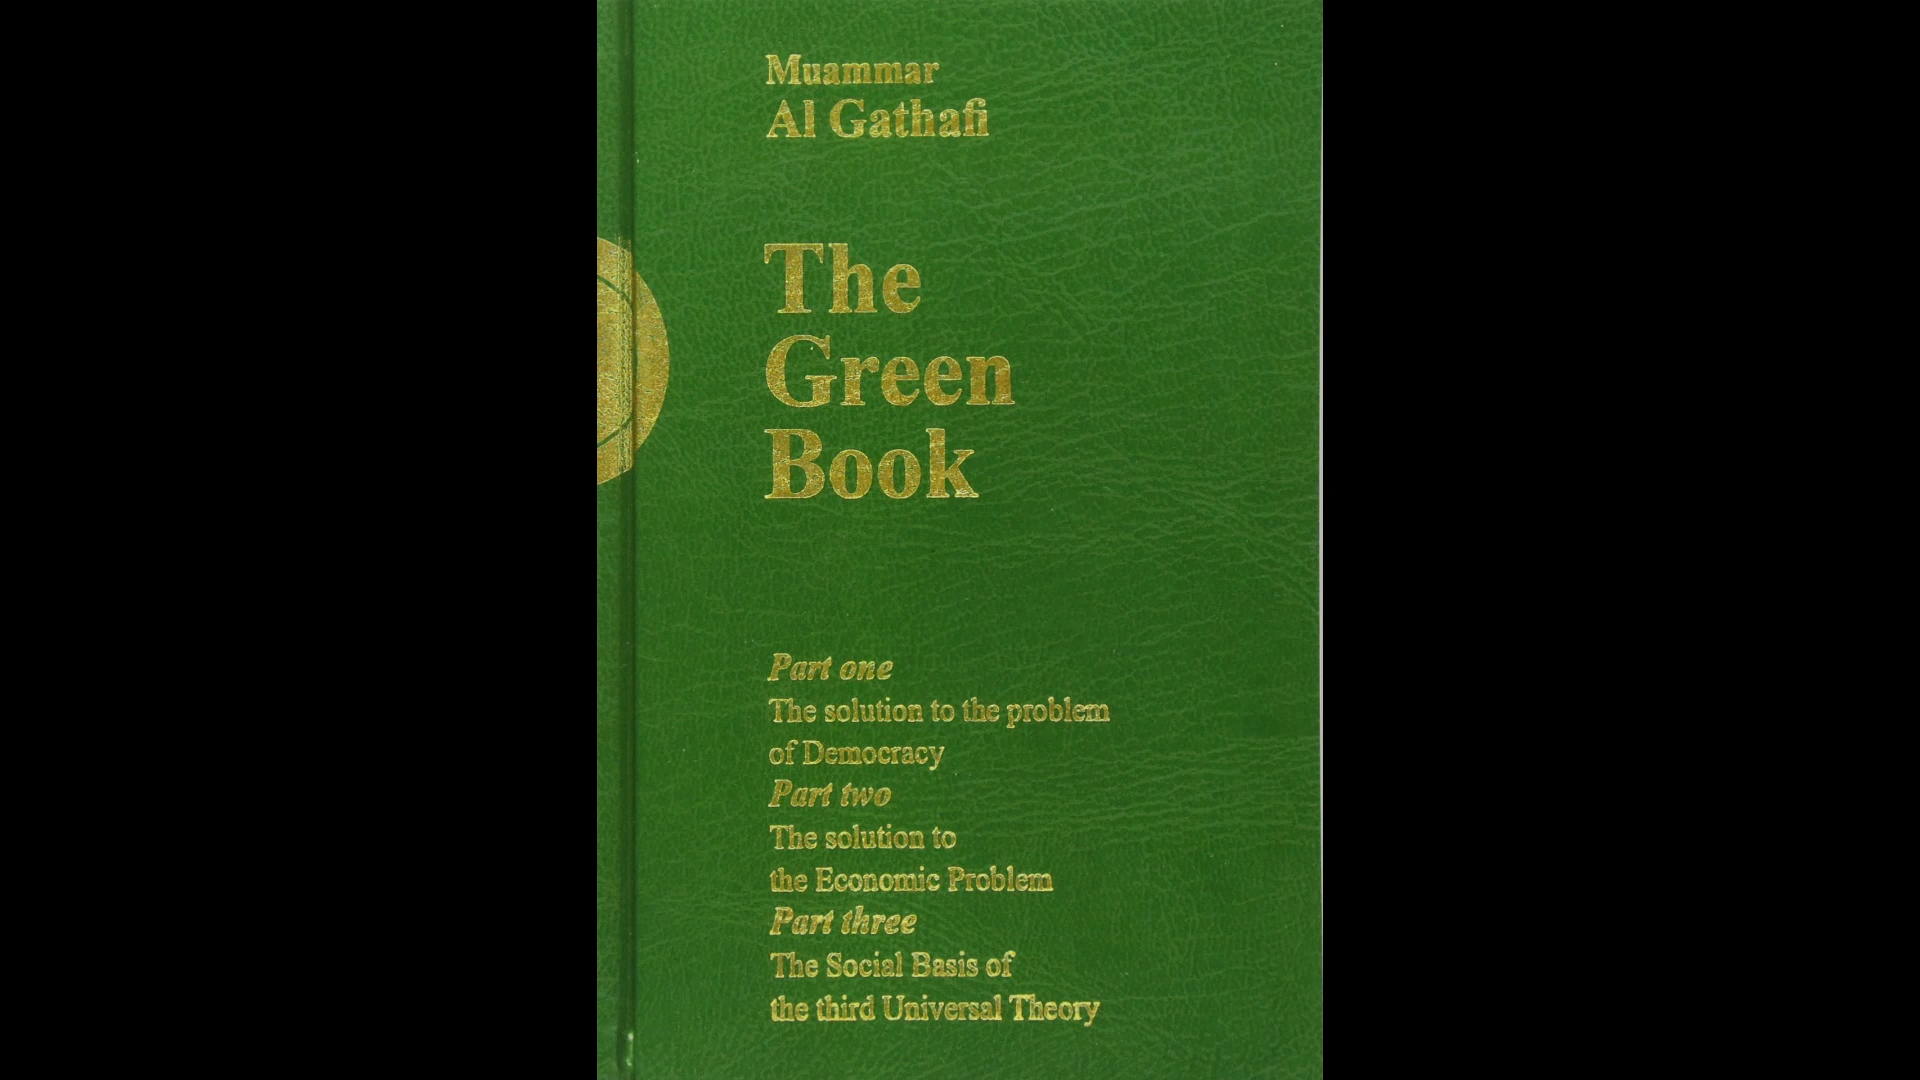 Muammar
Al Gathafi
The
Green
Book
Part one
The solution to the problem
of Democracy
Part two
The solution to
the Economic Problem
Part three
The Social Basis of
the third Universal Theory